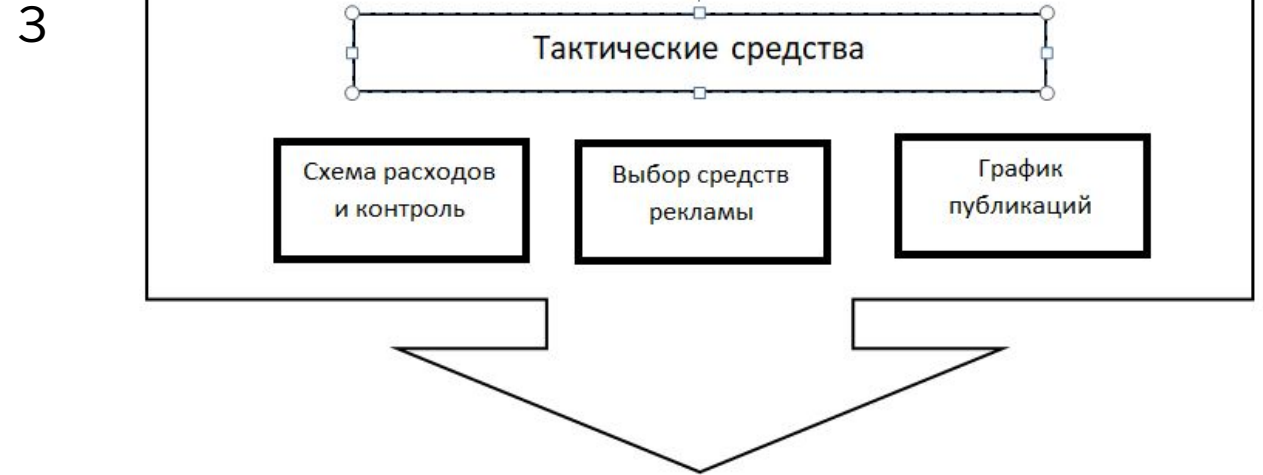 3
Тактические средства
Схема расходов
и контроль
Выбор средств
рекламы
График
публикаций